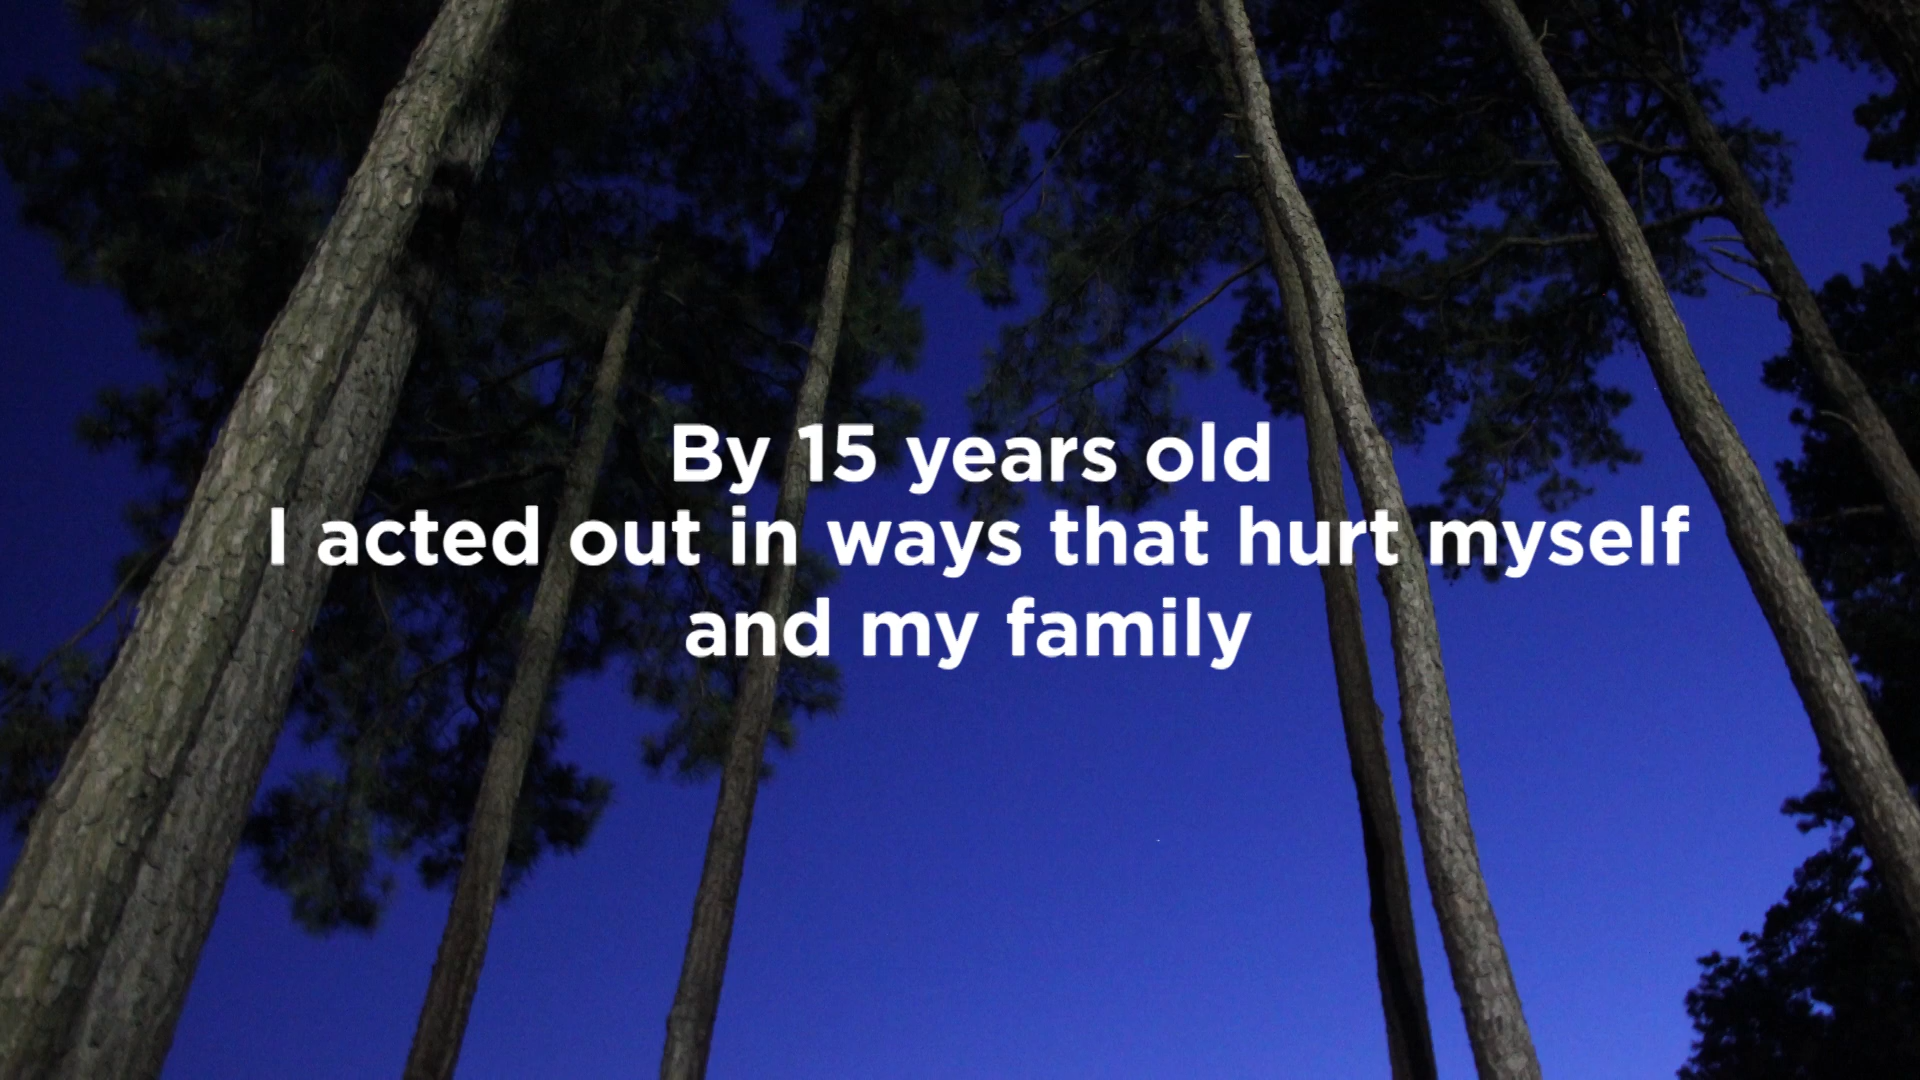 By 15 years old
I acted out in ways that hurt myself
and my family